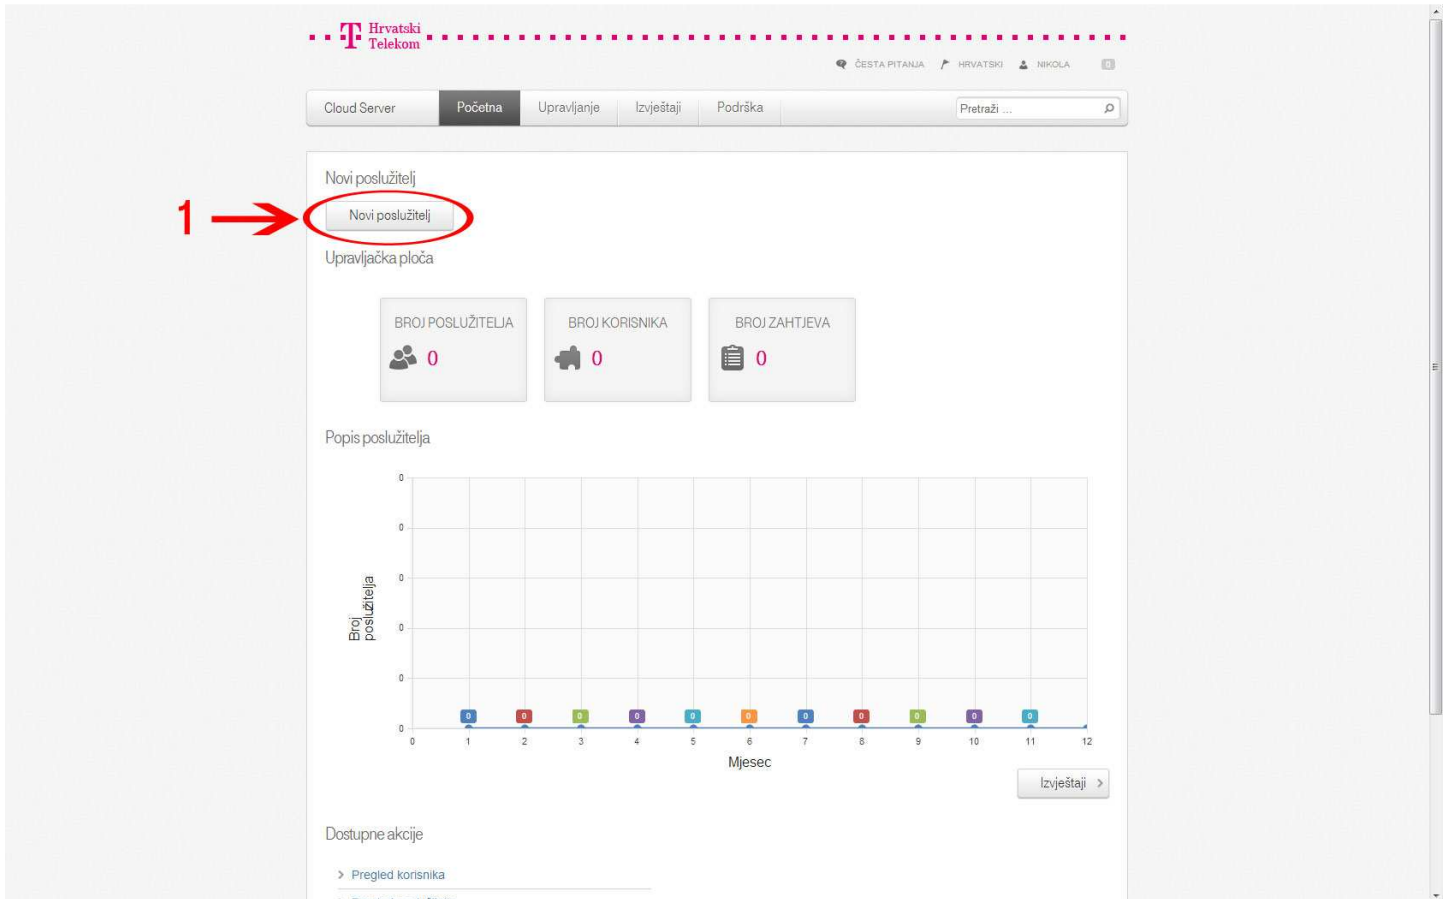 Hrvatski
Telekom
ČESTA PITANJA HRVATSKI NIKOLA 0
Cloud Server Početna Upravljanje Izvještaji Podrška Pretraži ...
Novi poslužitelj
1 Novi poslužitelj
Upravljačka ploča
BROJ POSLUŽITELJA BROJ KORISNIKA BROJ ZAHTJEVA
0 0 0
Popis poslužitelja
0
0
0
0
0
0
Broj
poslužitelja
0 0 0 0 0 0 0 0 0 0 0
0 1 2 3 4 5 6 7 8 9 10 11 12
Mjesec
Izvještaji
Dostupne akcije
Pregled korisnika